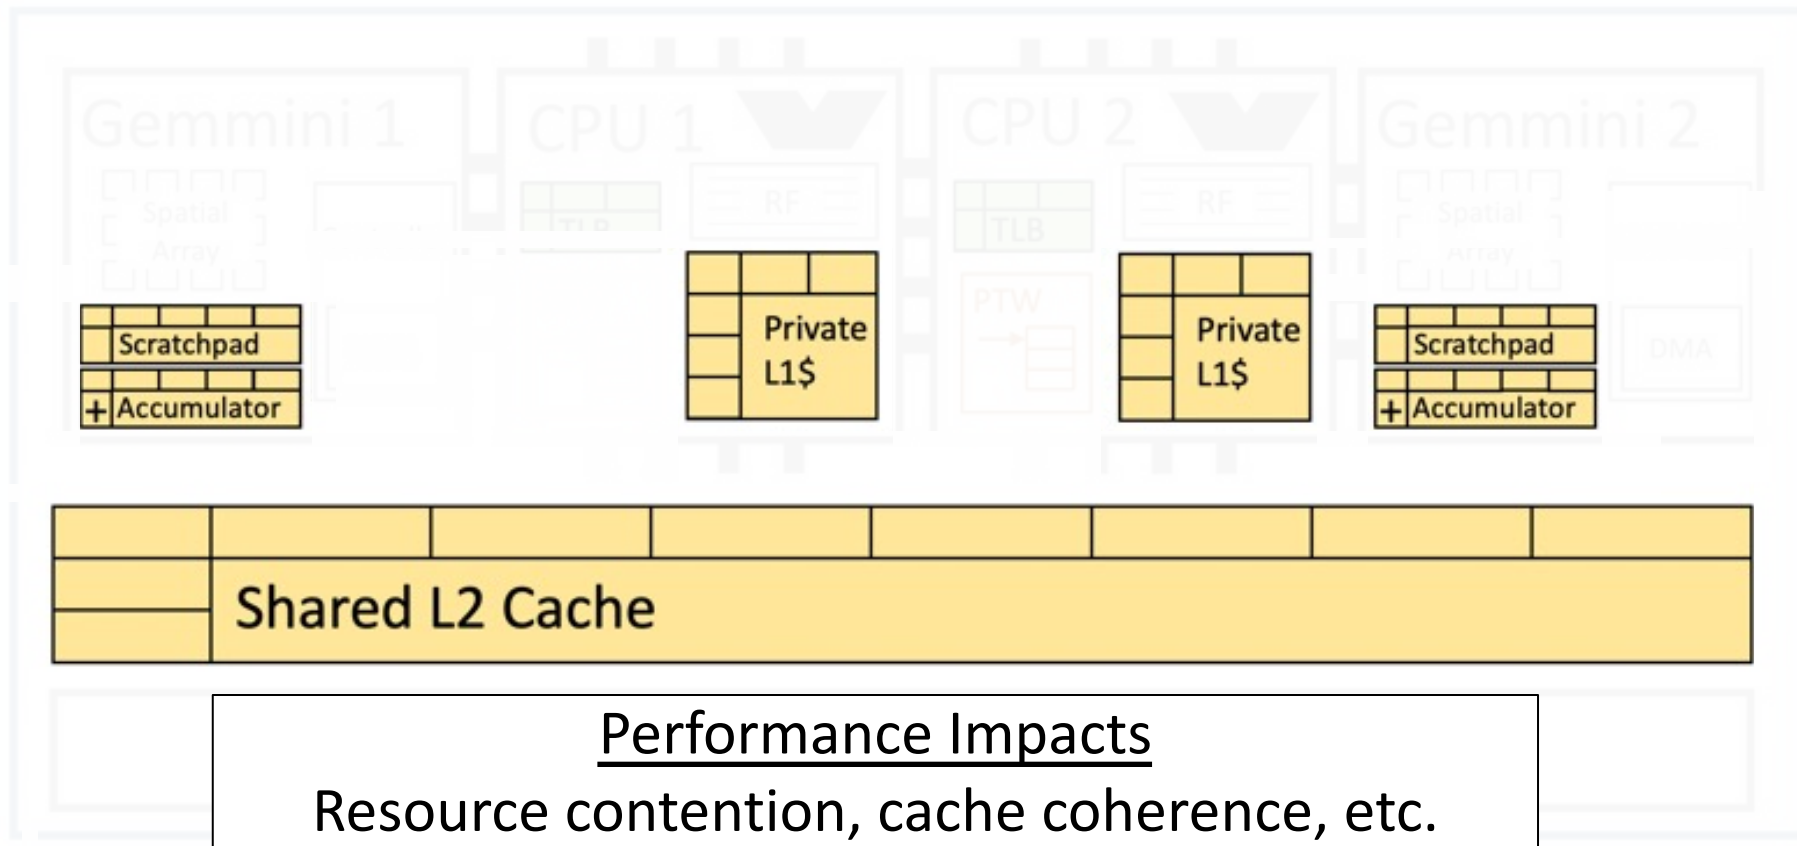 Gemmini 1
CPU 1
CPU 2
Gemmini 2
Spatial
Array
RF
TLB
RF
TLB
Spatial
Array
PTW
DMA
Scratchpad
+ Accumulator
Private
L1$
Private
L1$
Scratchpad
+ Accumulator
Shared L2 Cache
Performance Impacts
Resource contention, cache coherence, etc.